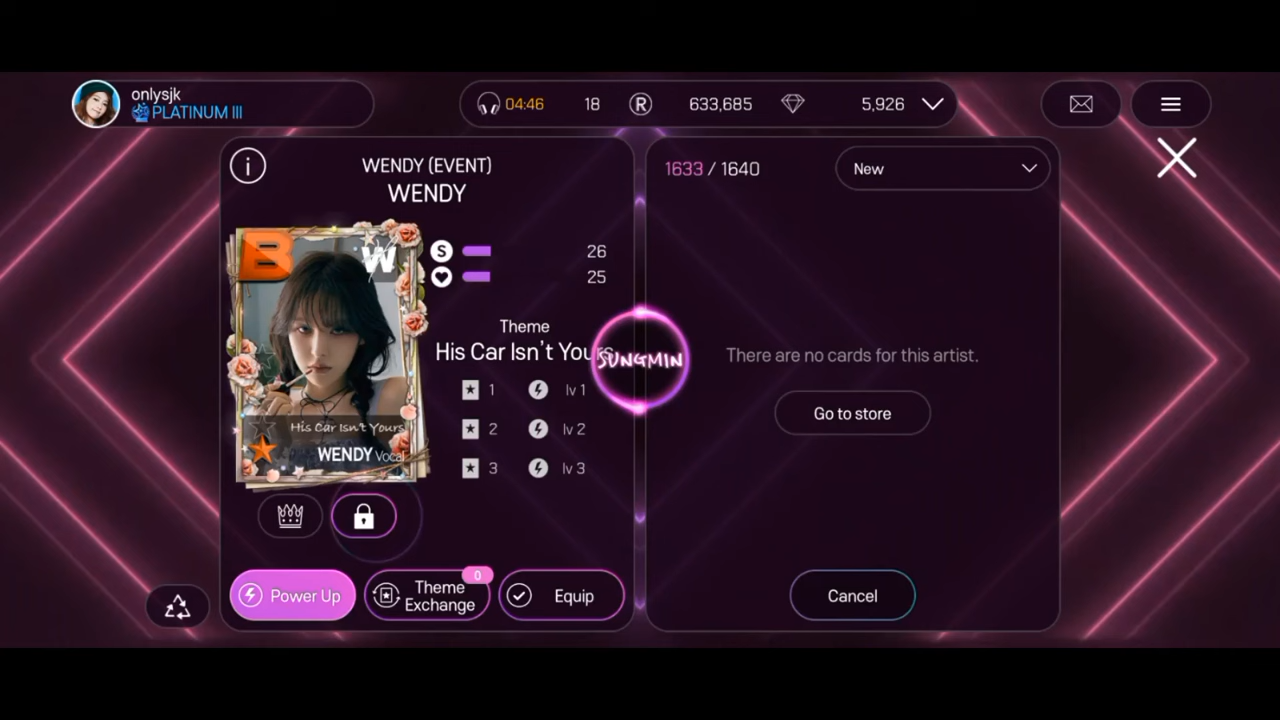 onlysjk
PLATINUM III
04:46
18
R
633,685
5,926
i
WENDY (EVENT)
WENDY
B
W
S
26
25
Theme
His Car Isn't Yours
1
lv 1
2
lv 2
3
lv 3
His Car Isn't Yours
WENDY Vocal
Power Up
0
Theme
Exchange
Equip
SUNGMIN
1633 / 1640
New
There are no cards for this artist.
Go to store
Cancel